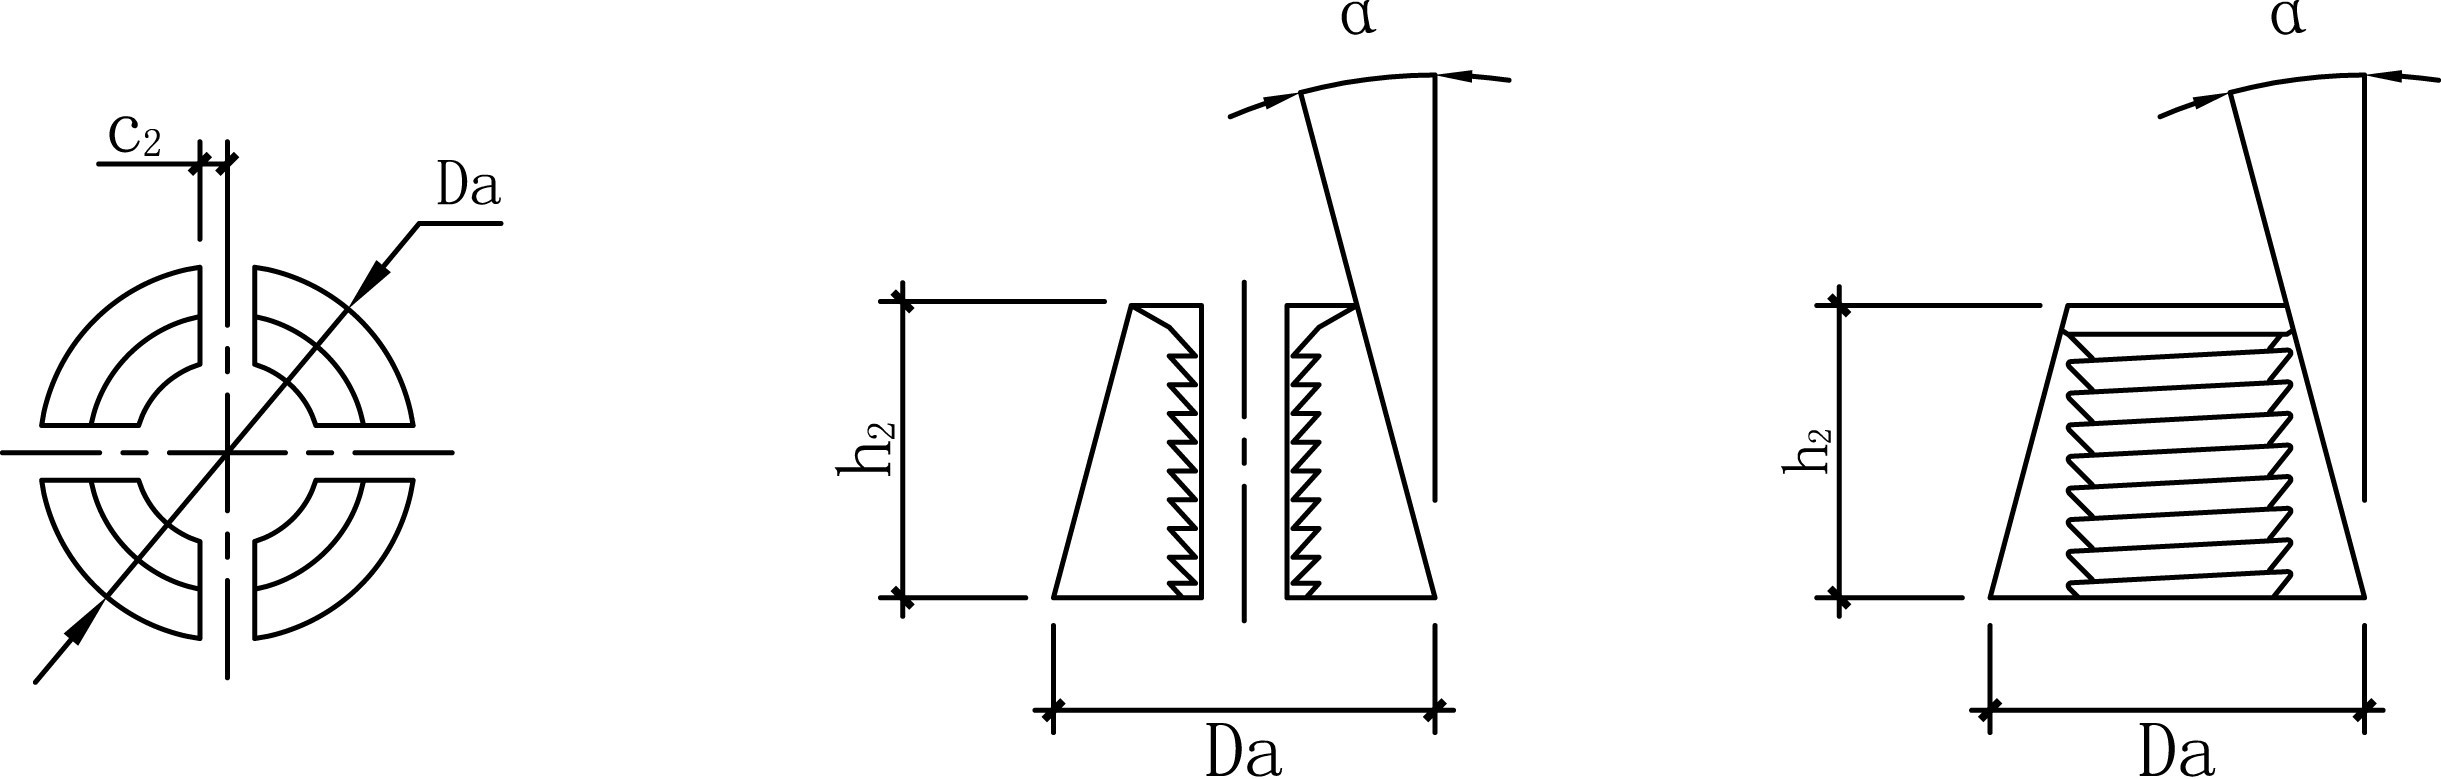 α
α
c₂
Da
h₂
h₂
Da
Da